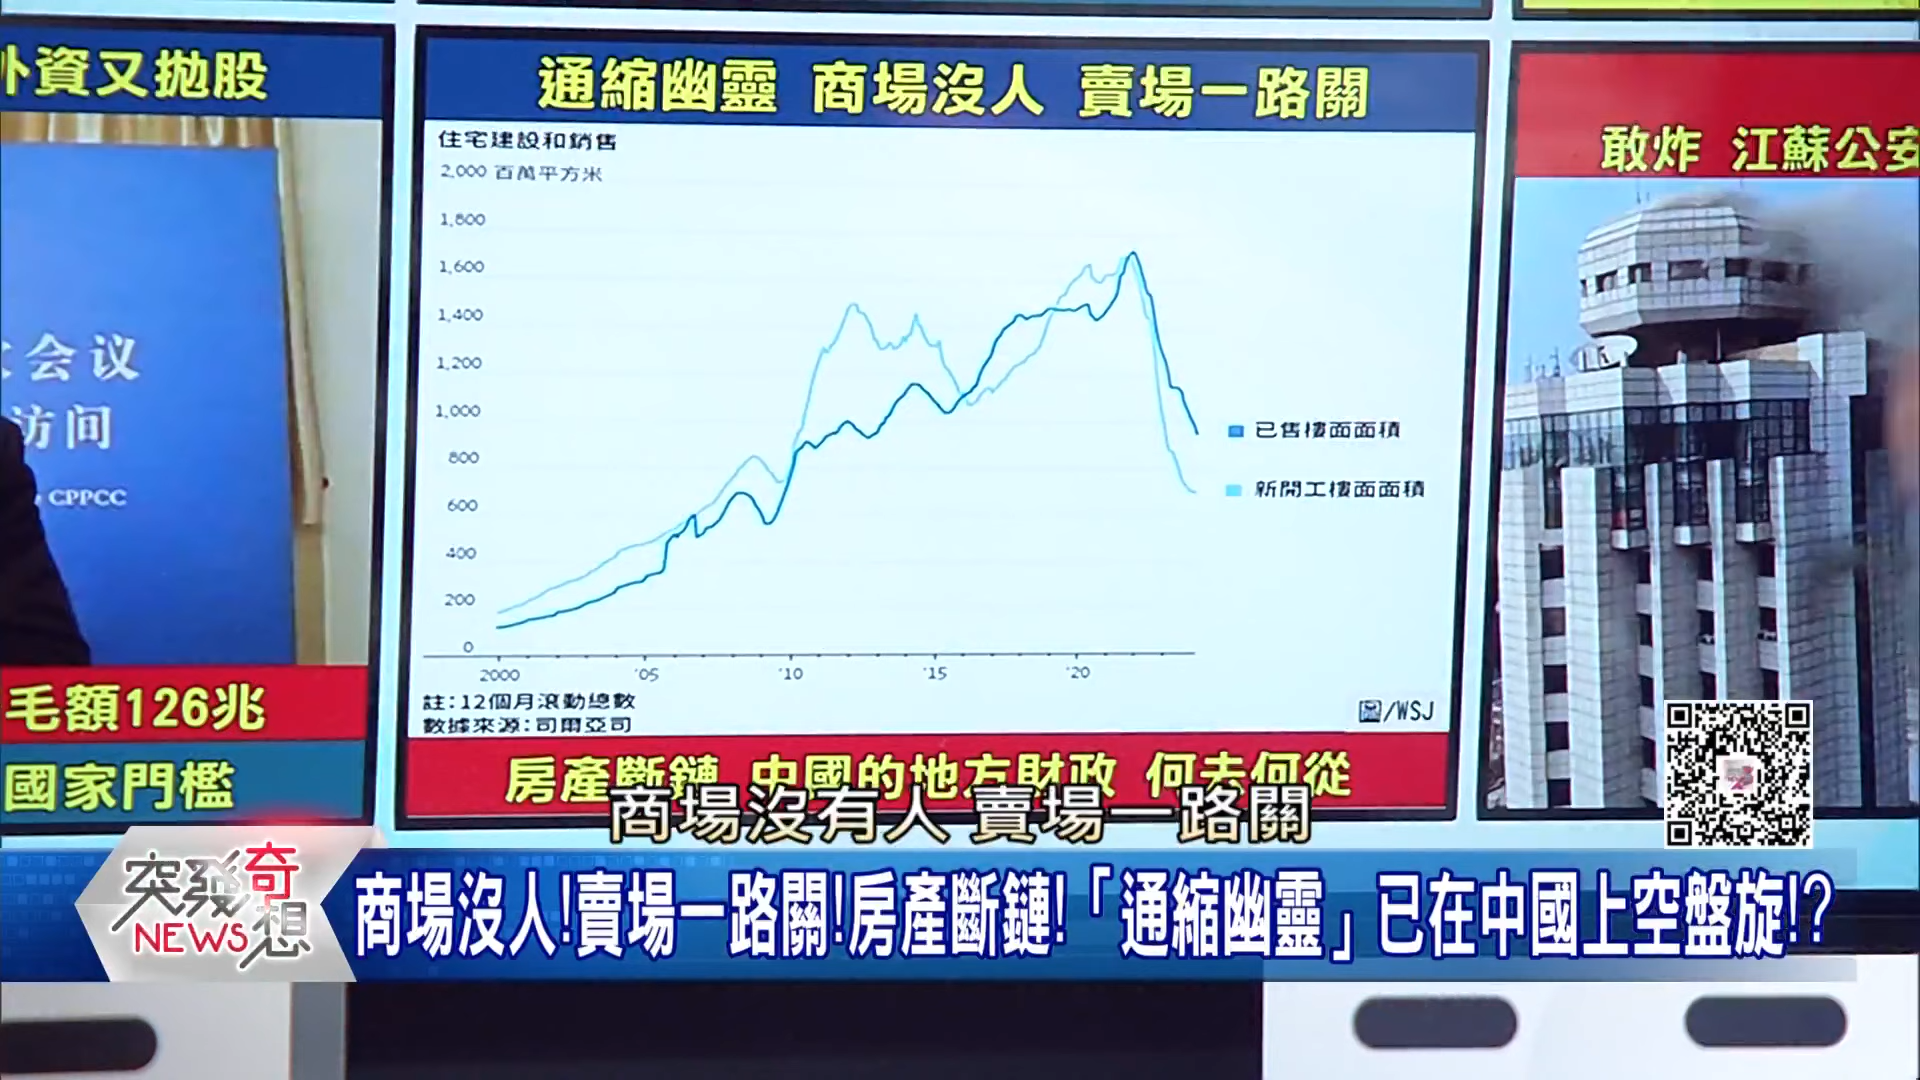 外資又拋股
会议
访问
CPPCC
毛額126兆
國家門檻
通縮幽靈 商場沒人 賣場一路關
住宅建設和銷售
2,000 百萬平方米
1,800
1,600
1,400
1,200
1,000
800
600
400
200
0
2000 '05 '10 '15 '20
已售樓面面積
新開工樓面面積
註:12個月滾動總數
數據來源:司爾亞司
圖/WSJ
房產斷鏈 中國的地方財政 何去何從
敢炸 江蘇公安
商場沒有人 賣場一路關
突發奇想
NEWS
商場沒人!賣場一路關!房產斷鏈!「通縮幽靈」已在中國上空盤旋!?